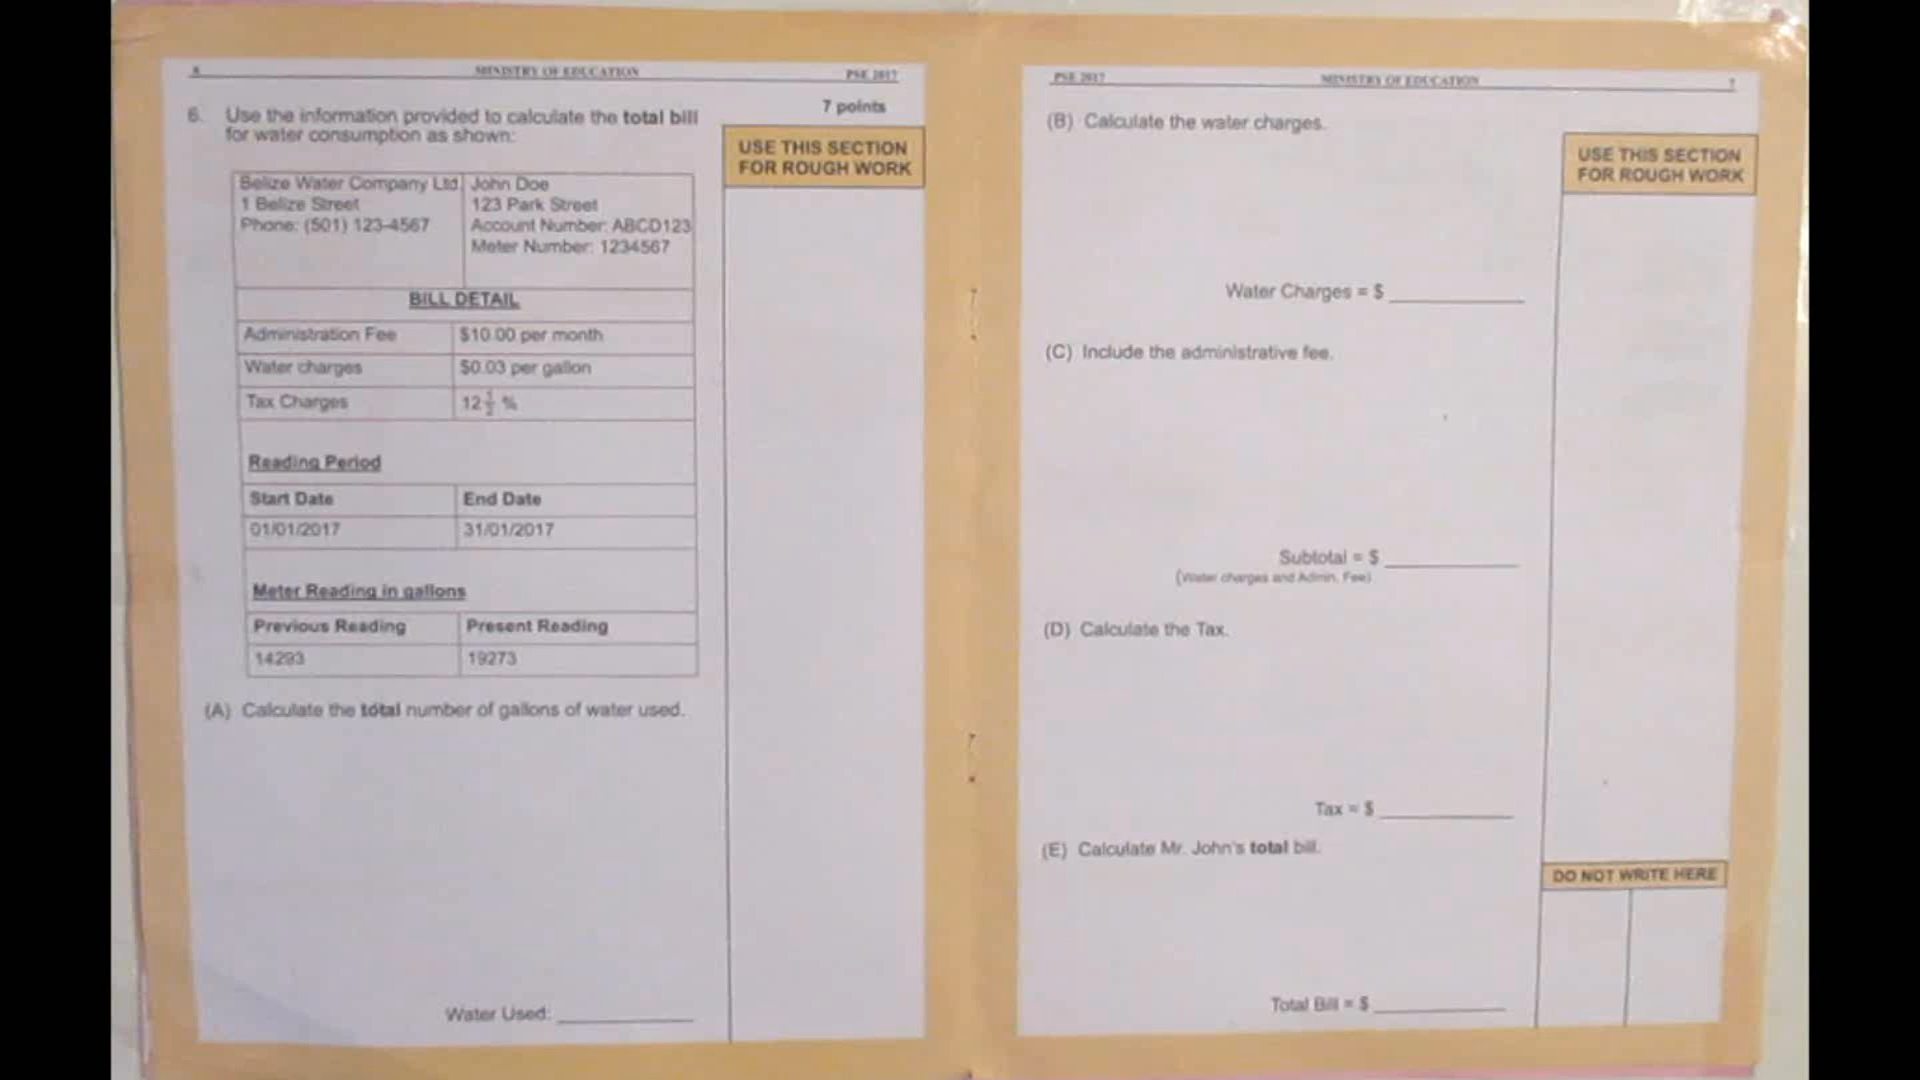 6
MINISTRY OF EDUCATION
PSE 2017
7 points
6. Use the information provided to calculate the total bill
for water consumption as shown:
USE THIS SECTION
FOR ROUGH WORK
Belize Water Company Ltd.
1 Belize Street
Phone: (501) 123-4567
John Doe
123 Park Street
Account Number: ABCD123
Meter Number: 1234567
BILL DETAIL
Administration Fee $10.00 per month
Water charges $0.03 per gallon
Tax Charges 12 1/2 %
Reading Period
Start Date End Date
01/01/2017 31/01/2017
Meter Reading in gallons
Previous Reading Present Reading
14293 19273
(A) Calculate the total number of gallons of water used.
Water Used: ____________
PSE 2017
MINISTRY OF EDUCATION
7
(B) Calculate the water charges.
USE THIS SECTION
FOR ROUGH WORK
Water Charges = $ ____________
(C) Include the administrative fee.
Subtotal = $ ____________
(Water charges and Admin. Fee)
(D) Calculate the Tax.
Tax = $ ____________
(E) Calculate Mr. John's total bill.
DO NOT WRITE HERE
Total Bill = $ ____________